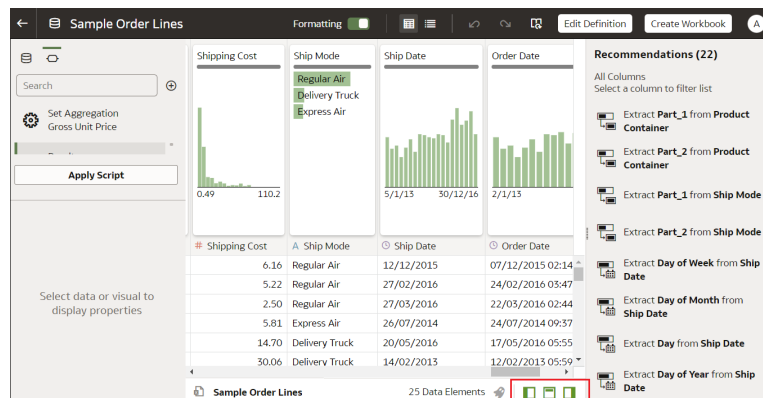 Sample Order Lines
Formatting
Edit Definition
Create Workbook
A
Search
Set Aggregation
Gross Unit Price
Apply Script
Select data or visual to
display properties
Shipping Cost
Ship Mode
Ship Date
Order Date
Regular Air
Delivery Truck
Express Air
0.49 110.2
5/1/13 30/12/16
2/1/13
# Shipping Cost
A Ship Mode
Ship Date
Order Date
6.16 Regular Air 12/12/2015 07/12/2015 02:14
5.22 Regular Air 27/02/2016 24/02/2016 03:47
2.50 Regular Air 27/03/2016 22/03/2016 02:44
5.81 Express Air 26/07/2014 24/07/2014 09:37
14.70 Delivery Truck 20/05/2016 17/05/2016 05:55
30.06 Delivery Truck 14/02/2013 12/02/2013 05:59
Sample Order Lines
25 Data Elements
Recommendations (22)
All Columns
Select a column to filter list
Extract Part_1 from Product
Container
Extract Part_2 from Product
Container
Extract Part_1 from Ship Mode
Extract Part_2 from Ship Mode
Extract Day of Week from Ship
Date
Extract Day of Month from
Ship Date
Extract Day from Ship Date
Extract Day of Year from Ship
Date